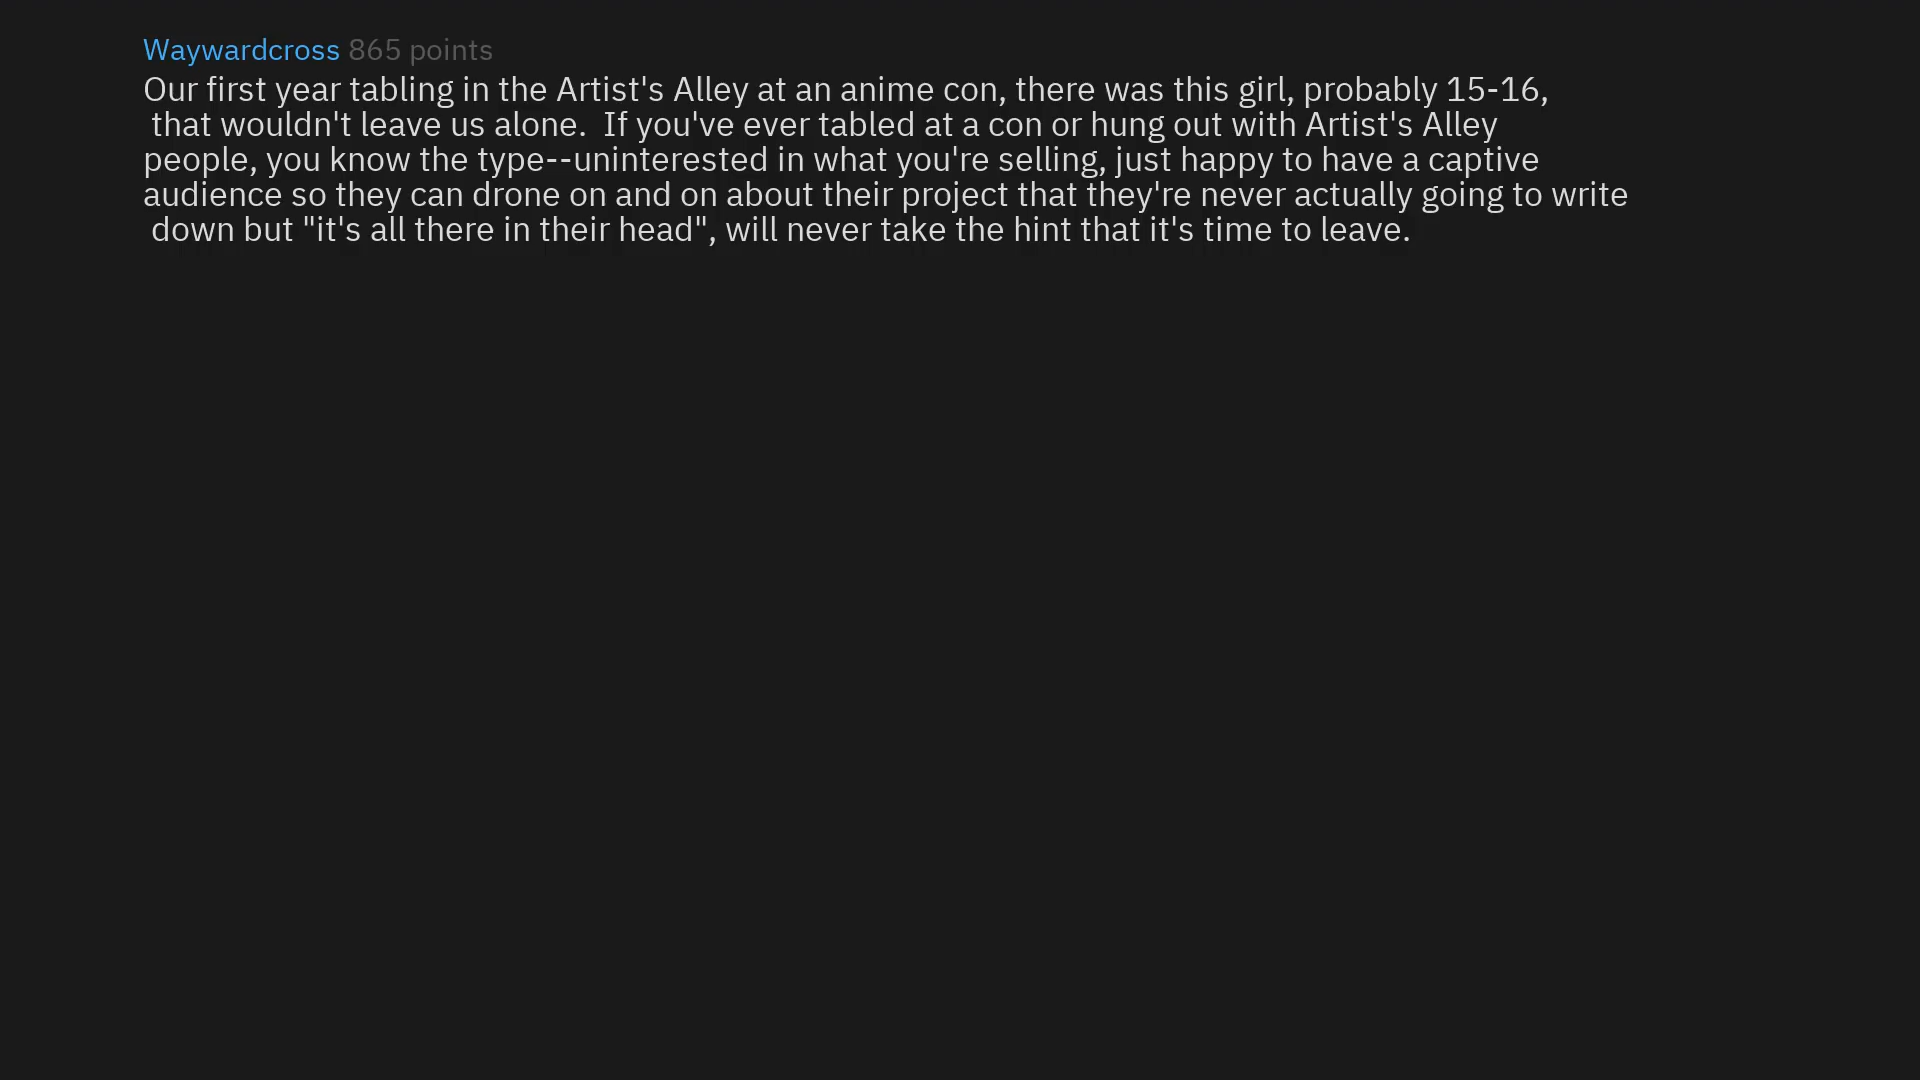 Waywardcross 865 points
Our first year tabling in the Artist's Alley at an anime con, there was this girl, probably 15-16,
that wouldn't leave us alone.  If you've ever tabled at a con or hung out with Artist's Alley
people, you know the type--uninterested in what you're selling, just happy to have a captive
audience so they can drone on and on about their project that they're never actually going to write
down but "it's all there in their head", will never take the hint that it's time to leave.